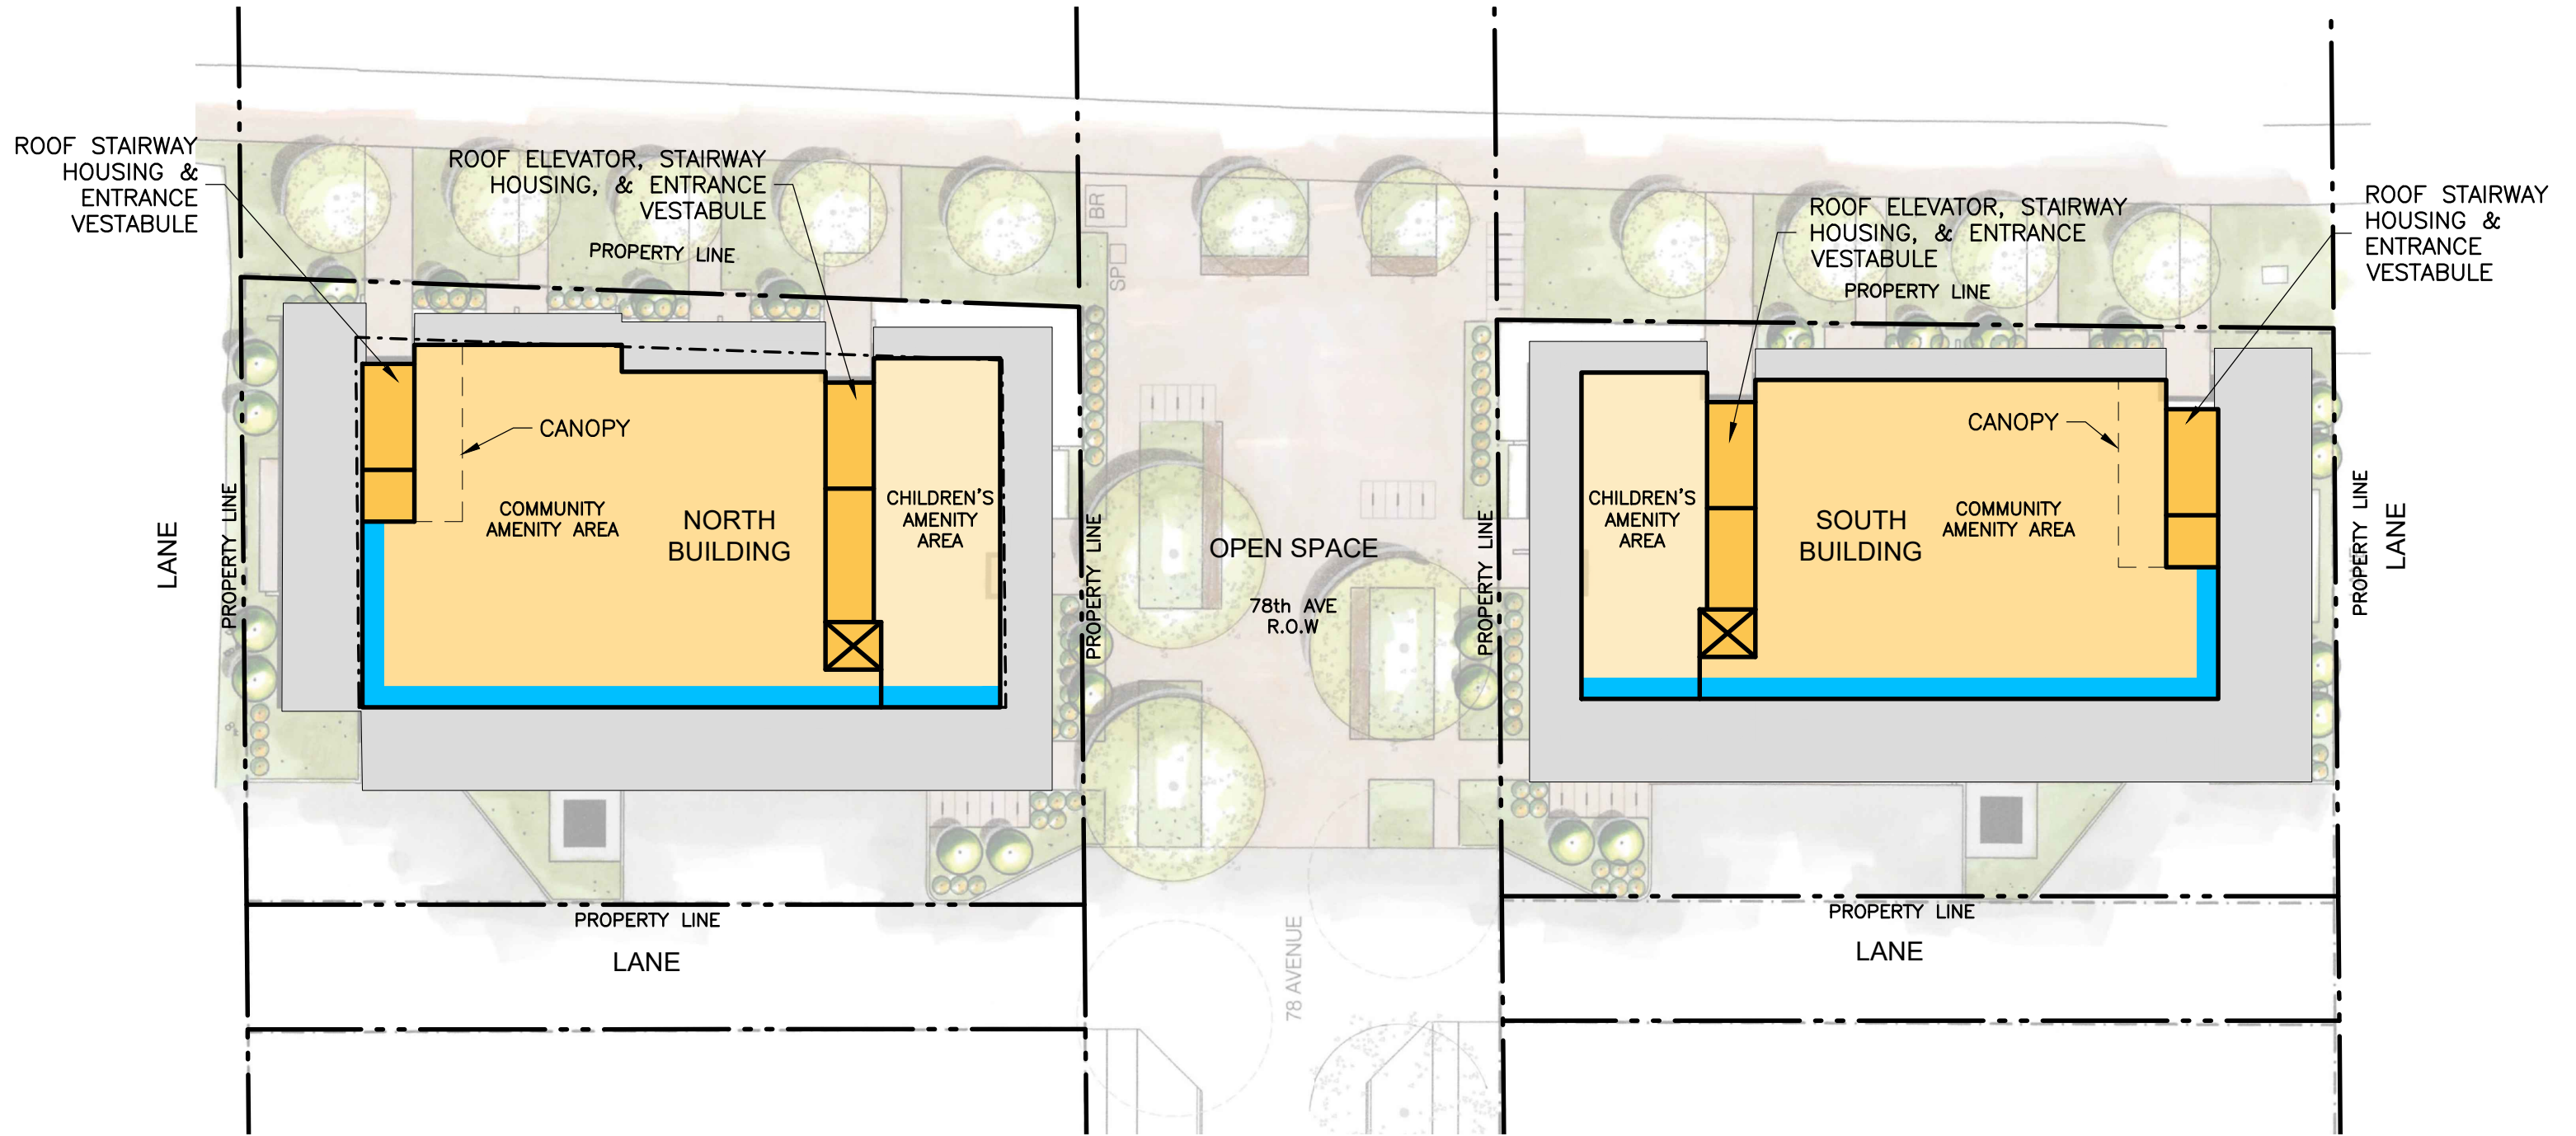 ROOF STAIRWAY
HOUSING &
ENTRANCE
VESTABULE
ROOF ELEVATOR, STAIRWAY
HOUSING, & ENTRANCE
VESTABULE
PROPERTY LINE
BR
SP
ROOF ELEVATOR, STAIRWAY
HOUSING, & ENTRANCE
VESTABULE
PROPERTY LINE
ROOF STAIRWAY
HOUSING &
ENTRANCE
VESTABULE
LANE
PROPERTY LINE
CANOPY
COMMUNITY
AMENITY AREA
NORTH
BUILDING
CHILDREN'S
AMENITY
AREA
PROPERTY LINE
OPEN SPACE
78th AVE
R.O.W
PROPERTY LINE
CHILDREN'S
AMENITY
AREA
SOUTH
BUILDING
CANOPY
COMMUNITY
AMENITY AREA
PROPERTY LINE
LANE
PROPERTY LINE
LANE
78 AVENUE
PROPERTY LINE
LANE